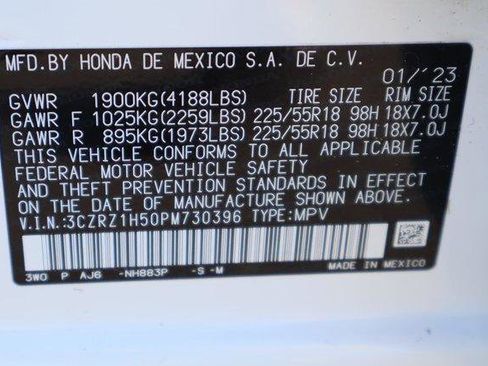 MFD.BY HONDA DE MEXICO S.A. DE C.V.
01/'23
GVWR 1900KG(4188LBS) TIRE SIZE RIM SIZE
GAWR F 1025KG(2259LBS) 225/55R18 98H 18X7.0J
GAWR R 895KG(1973LBS) 225/55R18 98H 18X7.0J
THIS VEHICLE CONFORMS TO ALL APPLICABLE
FEDERAL MOTOR VEHICLE SAFETY
AND THEFT PREVENTION STANDARDS IN EFFECT
ON THE DATE OF MANUFACTURE SHOWN ABOVE.
V.I.N.:3CZRZ1H50PM730396 TYPE:MPV
3W0 P AJ6 -NH883P -S -M
MADE IN MEXICO